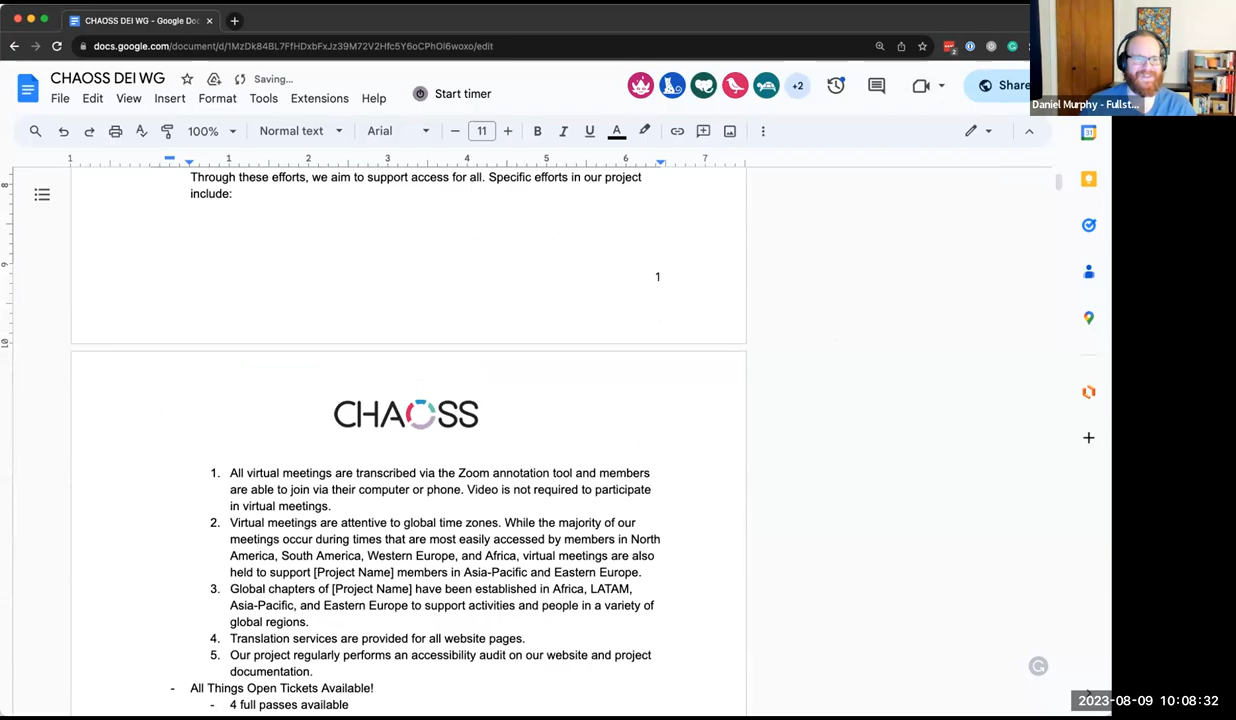 CHAOSS DEI WG - Google Doc
docs.google.com/document/d/1MzDk84BL7FfHDxbFxJz39M72V2Hfc5Y6oCPhOl6woxo/edit
Daniel Murphy - Fullst...
CHAOSS DEI WG
Saving...
File Edit View Insert Format Tools Extensions Help
Start timer
+2
Share
100% Normal text Arial 11
1 1 2 3 4 5 6 7
Through these efforts, we aim to support access for all. Specific efforts in our project
include:
1
CHAOSS
1. All virtual meetings are transcribed via the Zoom annotation tool and members
are able to join via their computer or phone. Video is not required to participate
in virtual meetings.
2. Virtual meetings are attentive to global time zones. While the majority of our
meetings occur during times that are most easily accessed by members in North
America, South America, Western Europe, and Africa, virtual meetings are also
held to support [Project Name] members in Asia-Pacific and Eastern Europe.
3. Global chapters of [Project Name] have been established in Africa, LATAM,
Asia-Pacific, and Eastern Europe to support activities and people in a variety of
global regions.
4. Translation services are provided for all website pages.
5. Our project regularly performs an accessibility audit on our website and project
documentation.
- All Things Open Tickets Available!
- 4 full passes available
2023-08-09 10:08:32